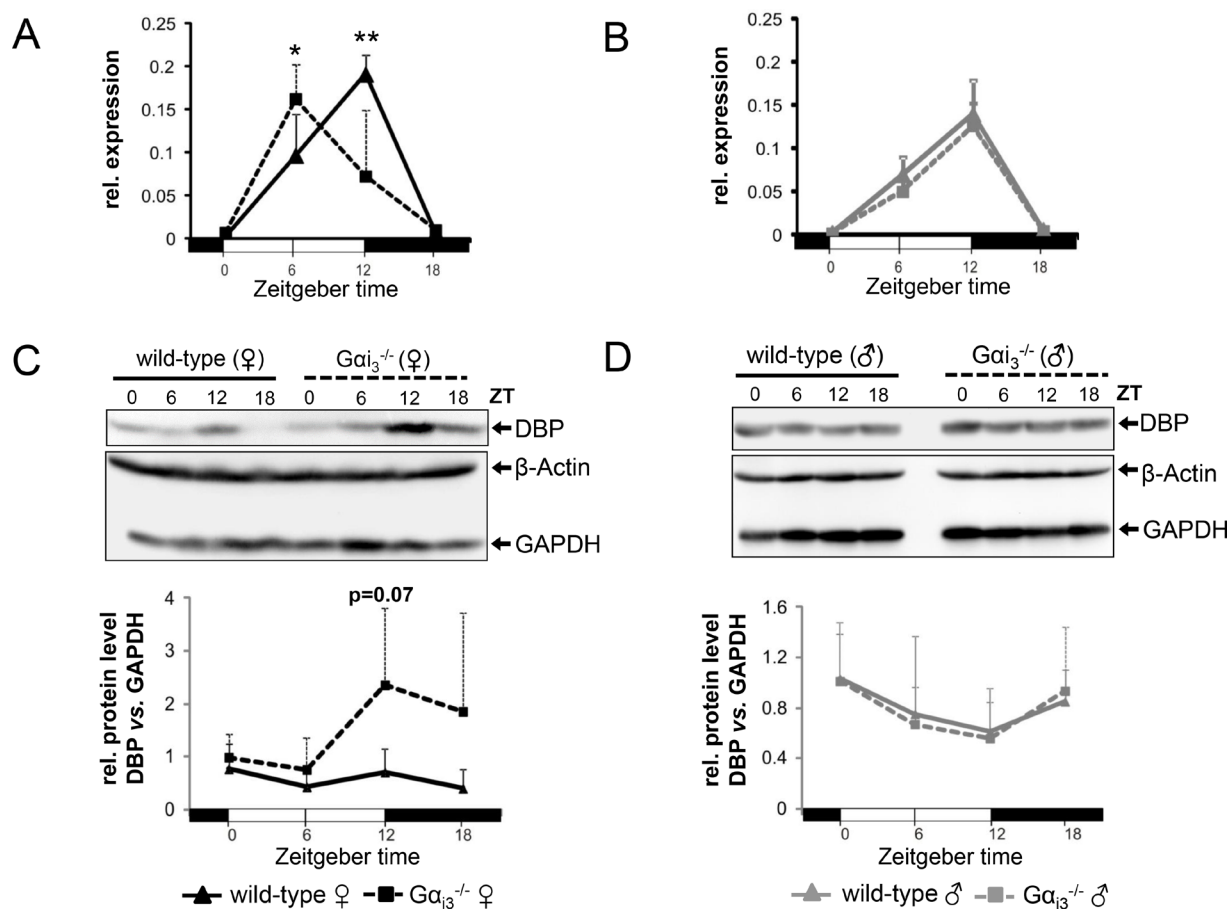 A
rel. expression
0.25
0.2
0.15
0.1
0.05
0
*
**
0 6 12 18
Zeitgeber time
B
rel. expression
0.25
0.2
0.15
0.1
0.05
0
0 6 12 18
Zeitgeber time
C
wild-type (♀) Gαi₃⁻/⁻ (♀)
0 6 12 18 0 6 12 18 ZT
DBP
β-Actin
GAPDH
rel. protein level
DBP vs. GAPDH
4
3
2
1
0
p=0.07
0 6 12 18
Zeitgeber time
wild-type ♀ Gαi3⁻/⁻ ♀
D
wild-type (♂) Gαi₃⁻/⁻ (♂)
0 6 12 18 0 6 12 18 ZT
DBP
β-Actin
GAPDH
rel. protein level
DBP vs. GAPDH
1.6
1.2
0.8
0.4
0
0 6 12 18
Zeitgeber time
wild-type ♂ Gαi3⁻/⁻ ♂